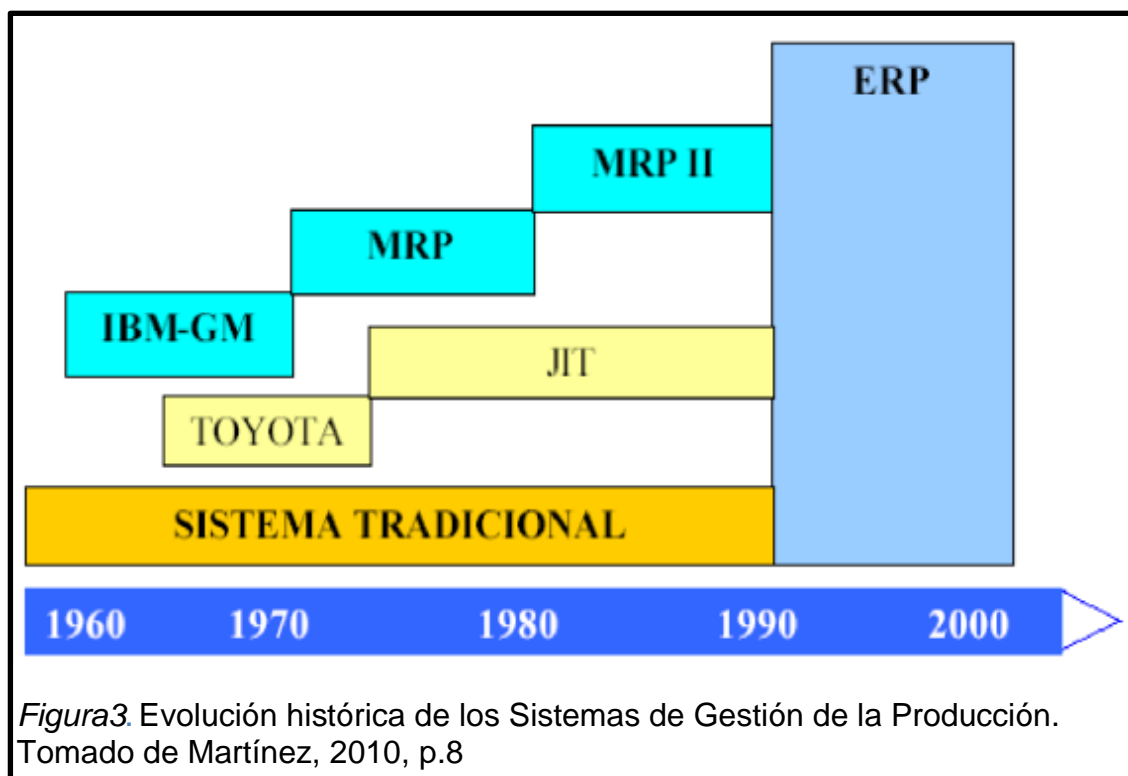 ERP
MRP II
MRP
IBM-GM
JIT
TOYOTA
SISTEMA TRADICIONAL
1960 1970 1980 1990 2000
Figura3. Evolución histórica de los Sistemas de Gestión de la Producción.
Tomado de Martínez, 2010, p.8